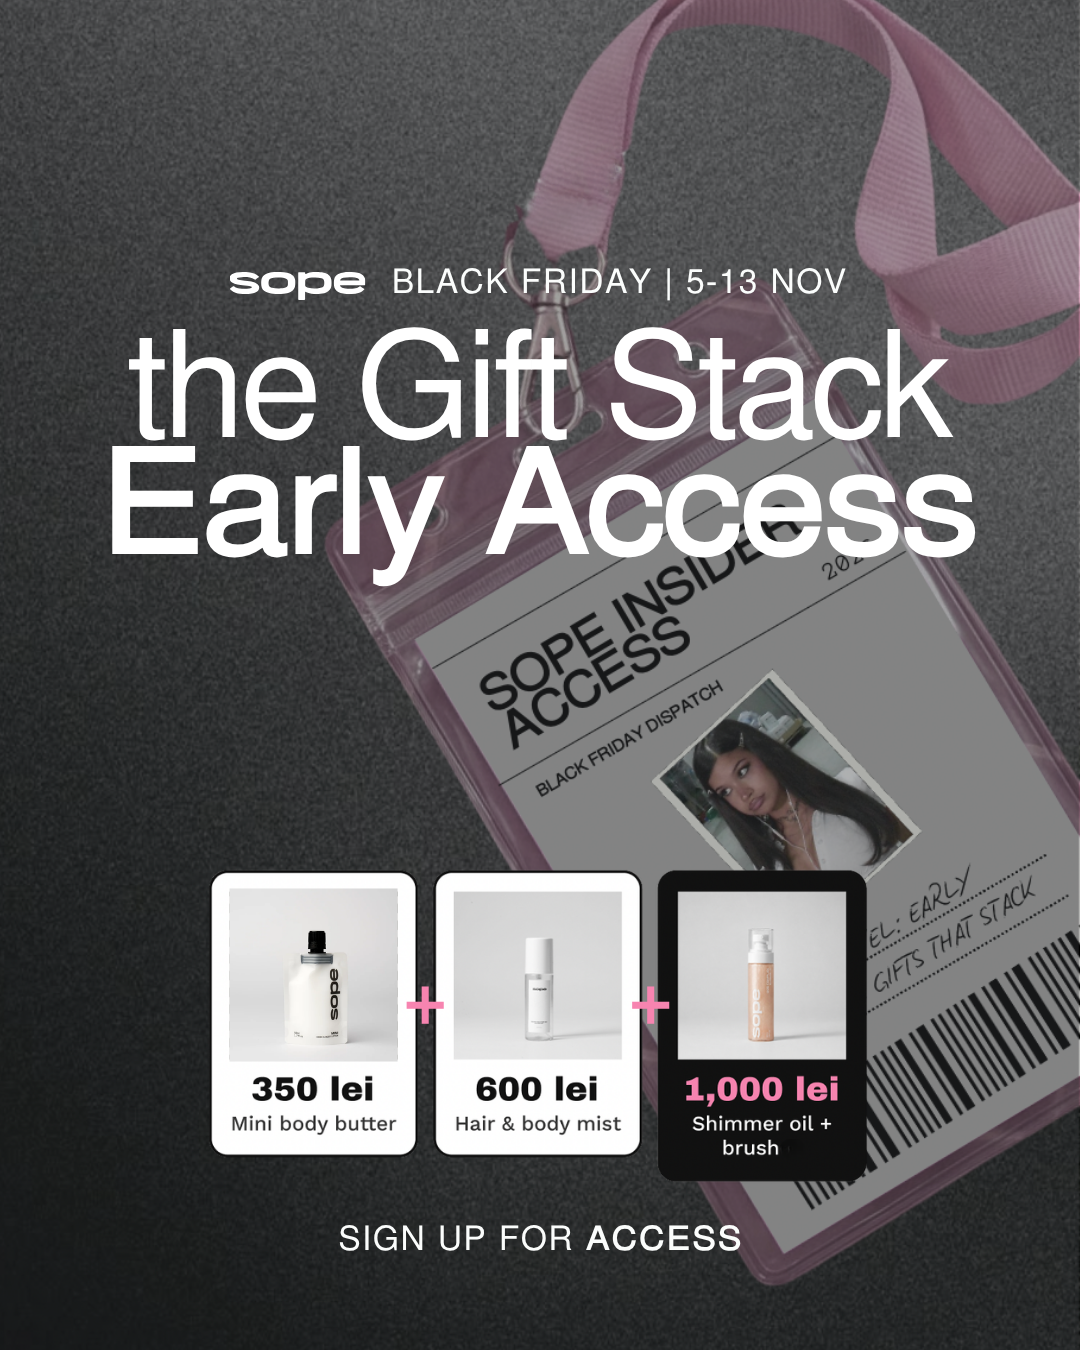 sope BLACK FRIDAY | 5-13 NOV
the Gift Stack
Early Access
SOPE INSIDER
ACCESS
BLACK FRIDAY DISPATCH
EARLY
GIFTS THAT STACK
sope
350 lei
Mini body butter
600 lei
Hair & body mist
sope
1,000 lei
Shimmer oil +
brush
SIGN UP FOR ACCESS